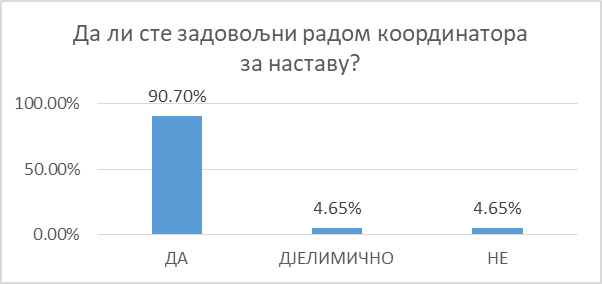 Да ли сте задовољни радом координатора
за наставу?
90.70%
100.00%
50.00%
4.65%
4.65%
0.00%
ДА
ДЈЕЛИМИЧНО
НЕ